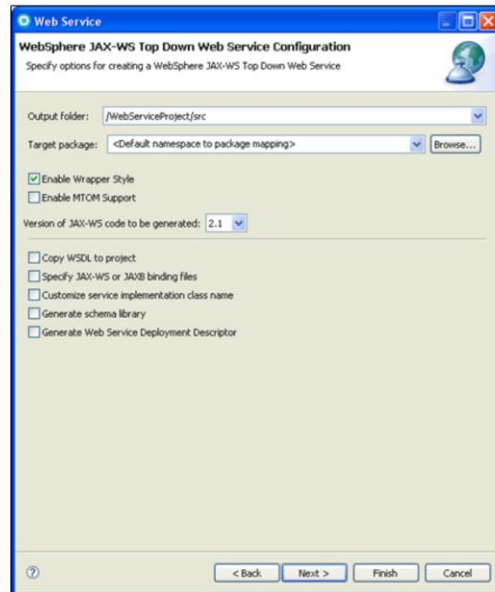 Web Service
WebSphere JAX-WS Top Down Web Service Configuration
Specify options for creating a WebSphere JAX-WS Top Down Web Service
Output folder: /WebServiceProject/src
Target package: <Default namespace to package mapping> Browse...
Enable Wrapper Style
Enable MTOM Support
Version of JAX-WS code to be generated: 2.1
Copy WSDL to project
Specify JAX-WS or JAXB binding files
Customize service implementation class name
Generate schema library
Generate Web Service Deployment Descriptor
? < Back Next > Finish Cancel